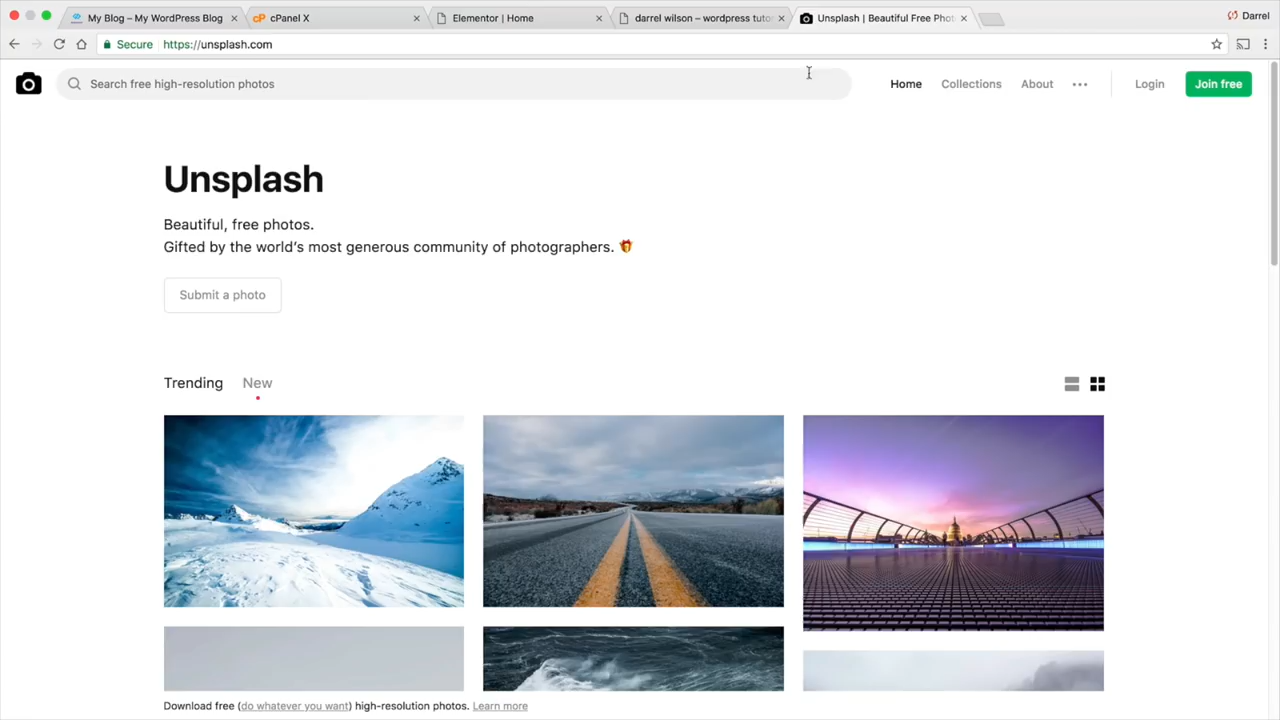 My Blog – My WordPress Blog
cP cPanel X
Elementor | Home
darrel wilson – wordpress tuto
Unsplash | Beautiful Free Phot
Darrel
Secure https://unsplash.com
Search free high-resolution photos
Home Collections About Login Join free
Unsplash
Beautiful, free photos.
Gifted by the world's most generous community of photographers.
Submit a photo
Trending New
Download free (do whatever you want) high-resolution photos. Learn more